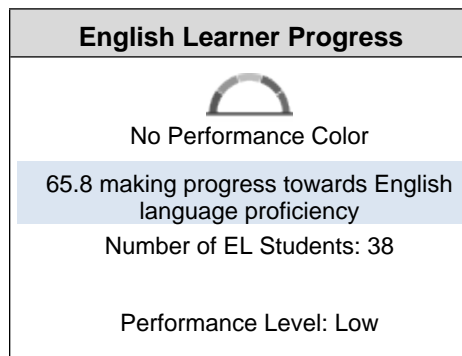 English Learner Progress
No Performance Color
65.8 making progress towards English
language proficiency
Number of EL Students: 38
Performance Level: Low